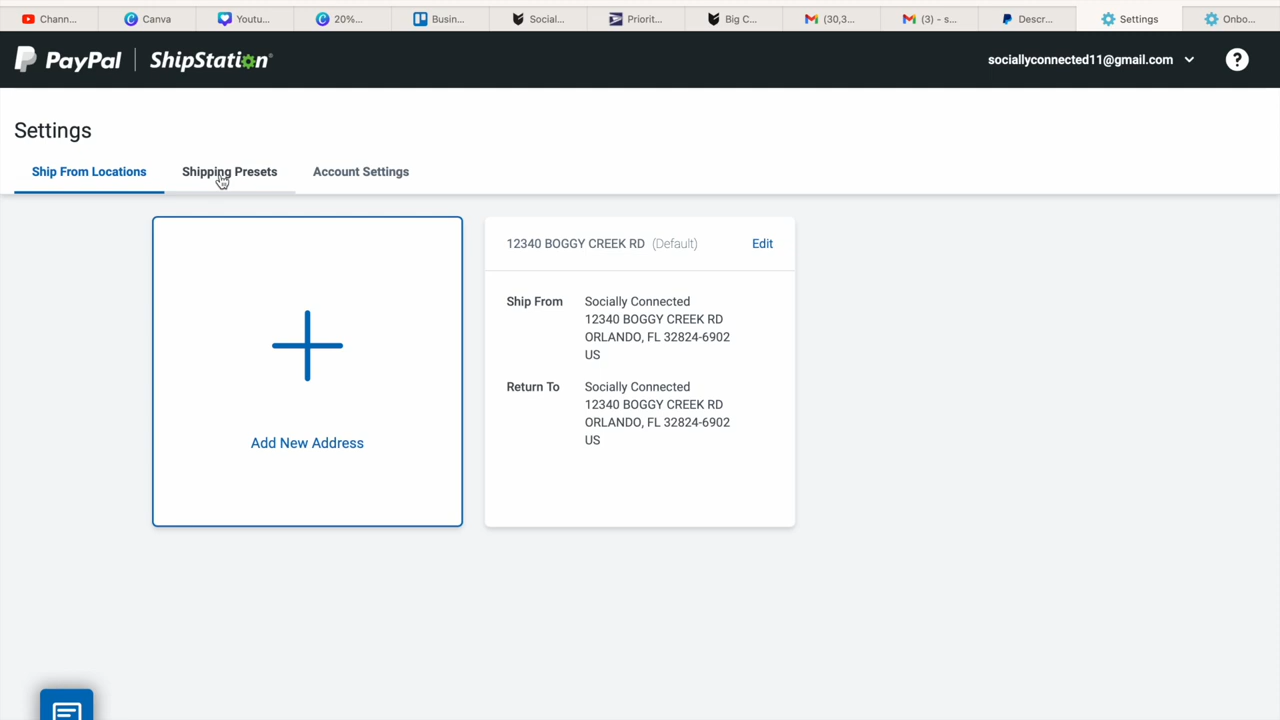 Chann...
Canva
Youtu...
20%...
Busin...
Social...
Priorit...
Big C...
(30,3...
(3) - s...
Descr...
Settings
Onbo...
PayPal
ShipStation®
sociallyconnected11@gmail.com
?
Settings
Ship From Locations
Shipping Presets
Account Settings
Add New Address
12340 BOGGY CREEK RD (Default)
Edit
Ship From
Socially Connected
12340 BOGGY CREEK RD
ORLANDO, FL 32824-6902
US
Return To
Socially Connected
12340 BOGGY CREEK RD
ORLANDO, FL 32824-6902
US